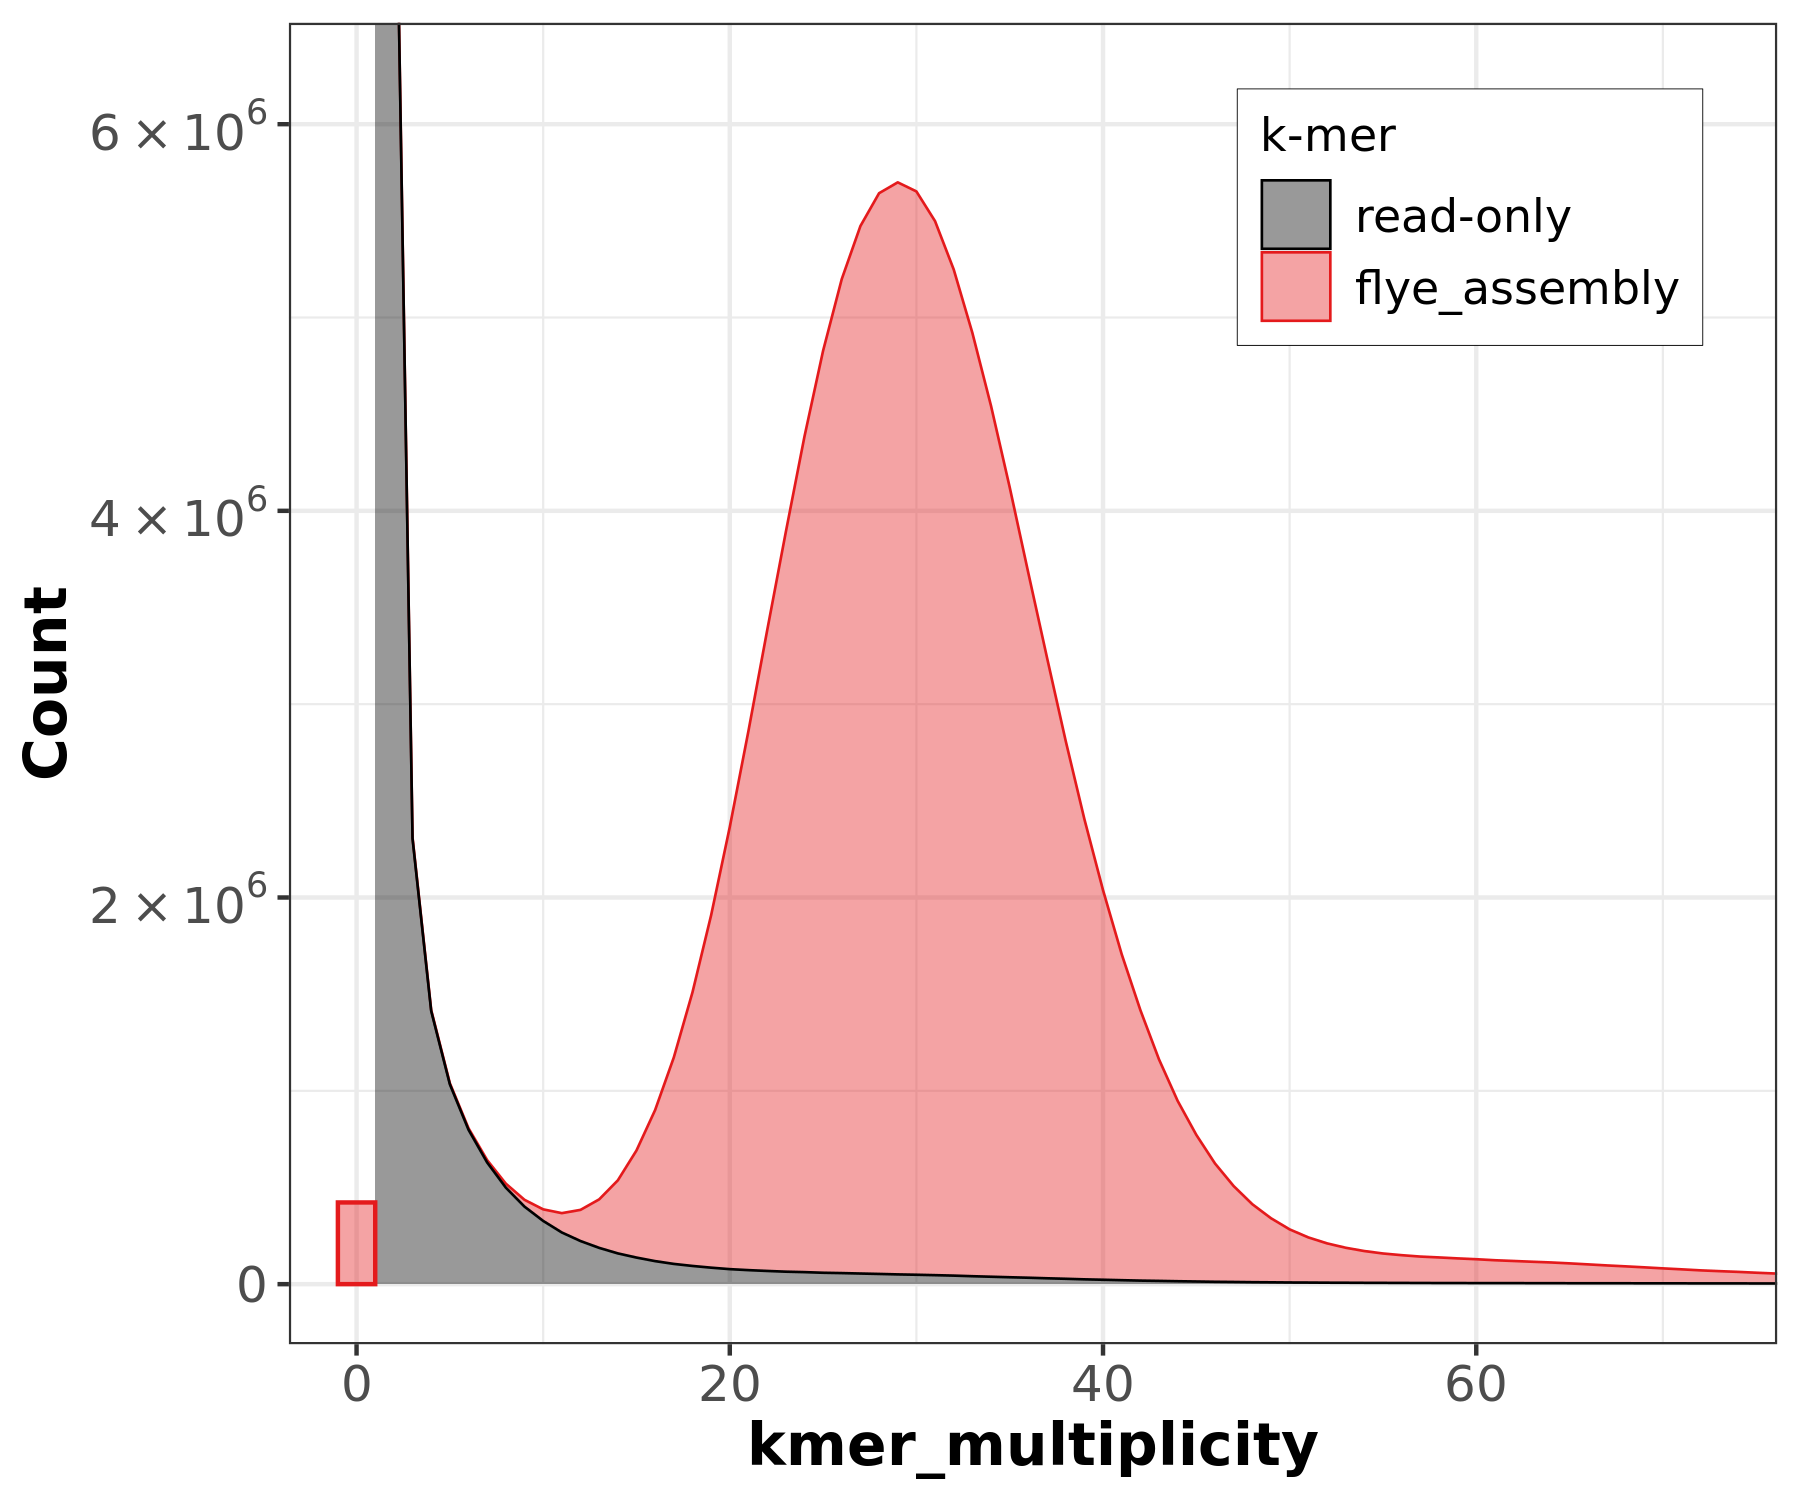 6 × 10⁶
4 × 10⁶
2 × 10⁶
0
Count
k-mer
read-only
flye_assembly
0 20 40 60
kmer_multiplicity